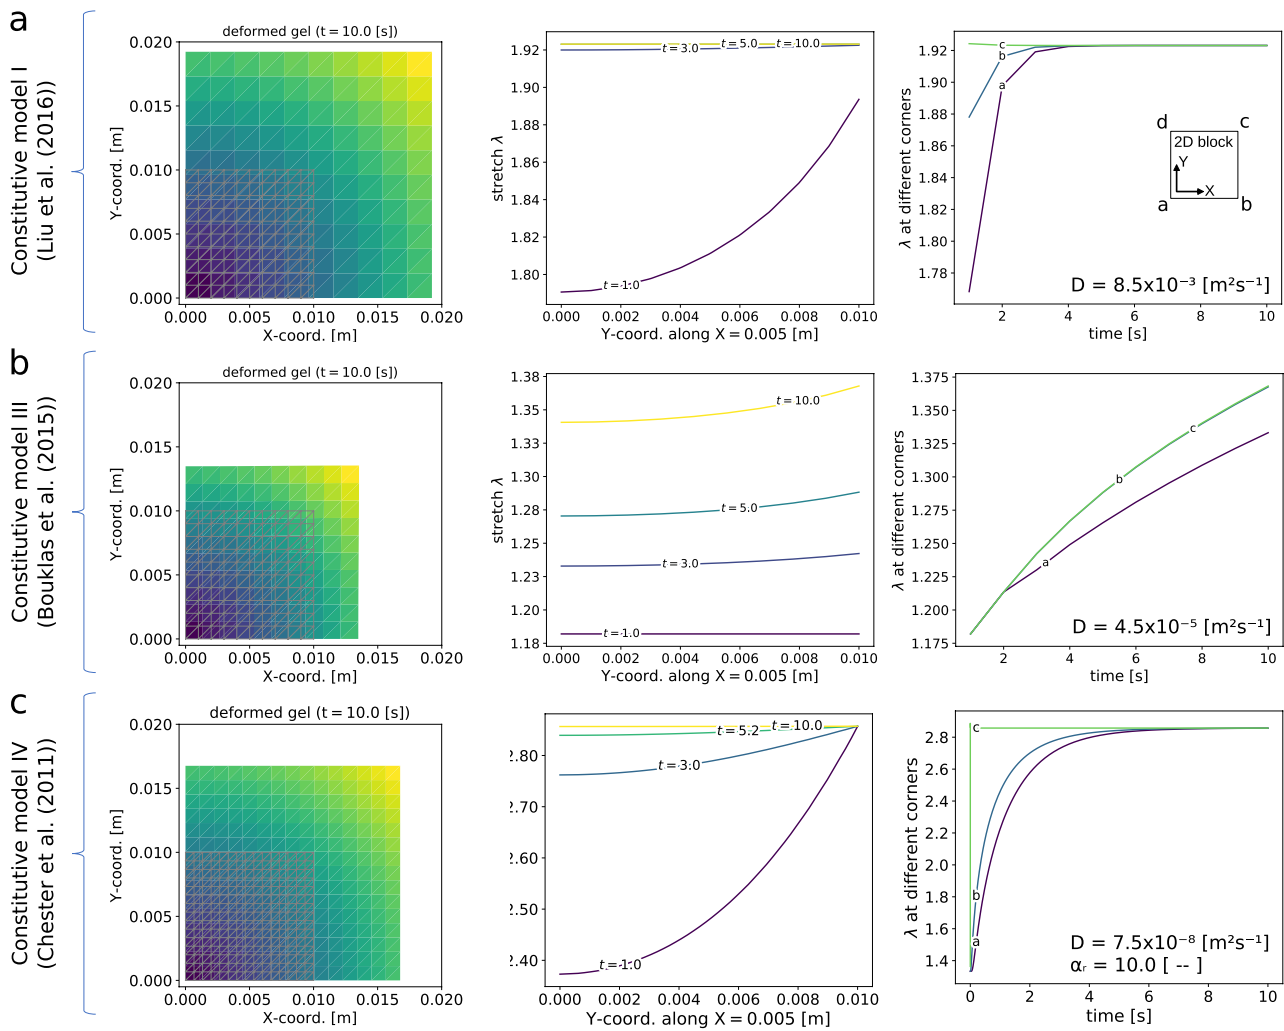 a
Constitutive model I
(Liu et al. (2016))
deformed gel (t = 10.0 [s])
0.020
0.015
0.010
0.005
0.000
Y-coord. [m]
0.000 0.005 0.010 0.015 0.020
X-coord. [m]
1.92
1.90
1.88
1.86
1.84
1.82
1.80
stretch λ
t = 3.0
t = 5.0
t = 10.0
t = 1.0
0.000 0.002 0.004 0.006 0.008 0.010
Y-coord. along X = 0.005 [m]
1.92
1.90
1.88
1.86
1.84
1.82
1.80
1.78
λ at different corners
c
b
a
d c
2D block
Y
X
a b
D = 8.5x10⁻³ [m²s⁻¹]
2 4 6 8 10
time [s]
b
Constitutive model III
(Bouklas et al. (2015))
deformed gel (t = 10.0 [s])
0.020
0.015
0.010
0.005
0.000
Y-coord. [m]
0.000 0.005 0.010 0.015 0.020
X-coord. [m]
1.38
1.35
1.33
1.30
1.28
1.25
1.23
1.20
1.18
stretch λ
t = 10.0
t = 5.0
t = 3.0
t = 1.0
0.000 0.002 0.004 0.006 0.008 0.010
Y-coord. along X = 0.005 [m]
1.375
1.350
1.325
1.300
1.275
1.250
1.225
1.200
1.175
λ at different corners
c
b
a
D = 4.5x10⁻⁵ [m²s⁻¹]
2 4 6 8 10
time [s]
c
Constitutive model IV
(Chester et al. (2011))
deformed gel (t = 10.0 [s])
0.020
0.015
0.010
0.005
0.000
Y-coord. [m]
0.000 0.005 0.010 0.015 0.020
X-coord. [m]
2.80
2.70
2.60
2.50
2.40
t = 10.0
t = 5.2
t = 3.0
t = 1.0
0.000 0.002 0.004 0.006 0.008 0.010
Y-coord. along X = 0.005 [m]
2.8
2.6
2.4
2.2
2.0
1.8
1.6
1.4
λ at different corners
c
b
a
D = 7.5x10⁻⁸ [m²s⁻¹]
αᵣ = 10.0 [ -- ]
0 2 4 6 8 10
time [s]